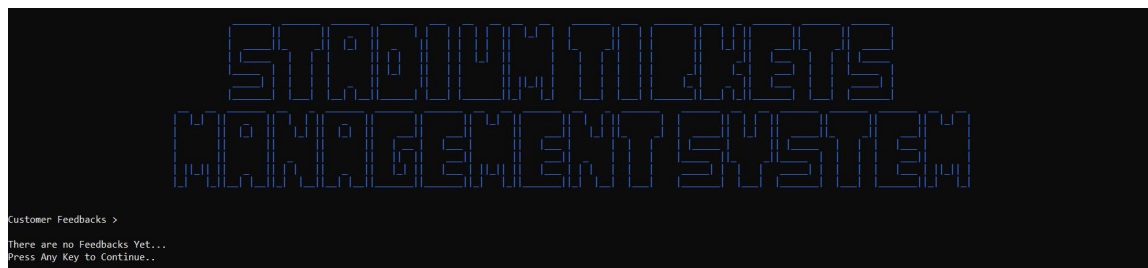 STADIUM TICKETS
MANAGEMENT SYSTEM
Customer Feedbacks >
There are no Feedbacks Yet...
Press Any Key to Continue..